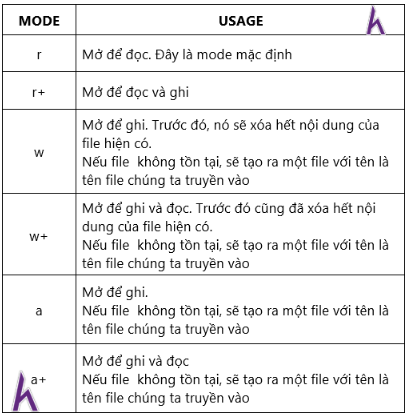 MODE USAGE
r Mở để đọc. Đây là mode mặc định
r+ Mở để đọc và ghi
w Mở để ghi. Trước đó, nó sẽ xóa hết nội dung của
file hiện có.
Nếu file không tồn tại, sẽ tạo ra một file với tên là
tên file chúng ta truyền vào
w+ Mở để ghi và đọc. Trước đó cũng đã xóa hết nội
dung của file hiện có.
Nếu file không tồn tại, sẽ tạo ra một file với tên là
tên file chúng ta truyền vào
a Mở để ghi.
Nếu file không tồn tại, sẽ tạo ra một file với tên là
tên file chúng ta truyền vào
a+ Mở để ghi và đọc
Nếu file không tồn tại, sẽ tạo ra một file với tên là
tên file chúng ta truyền vào